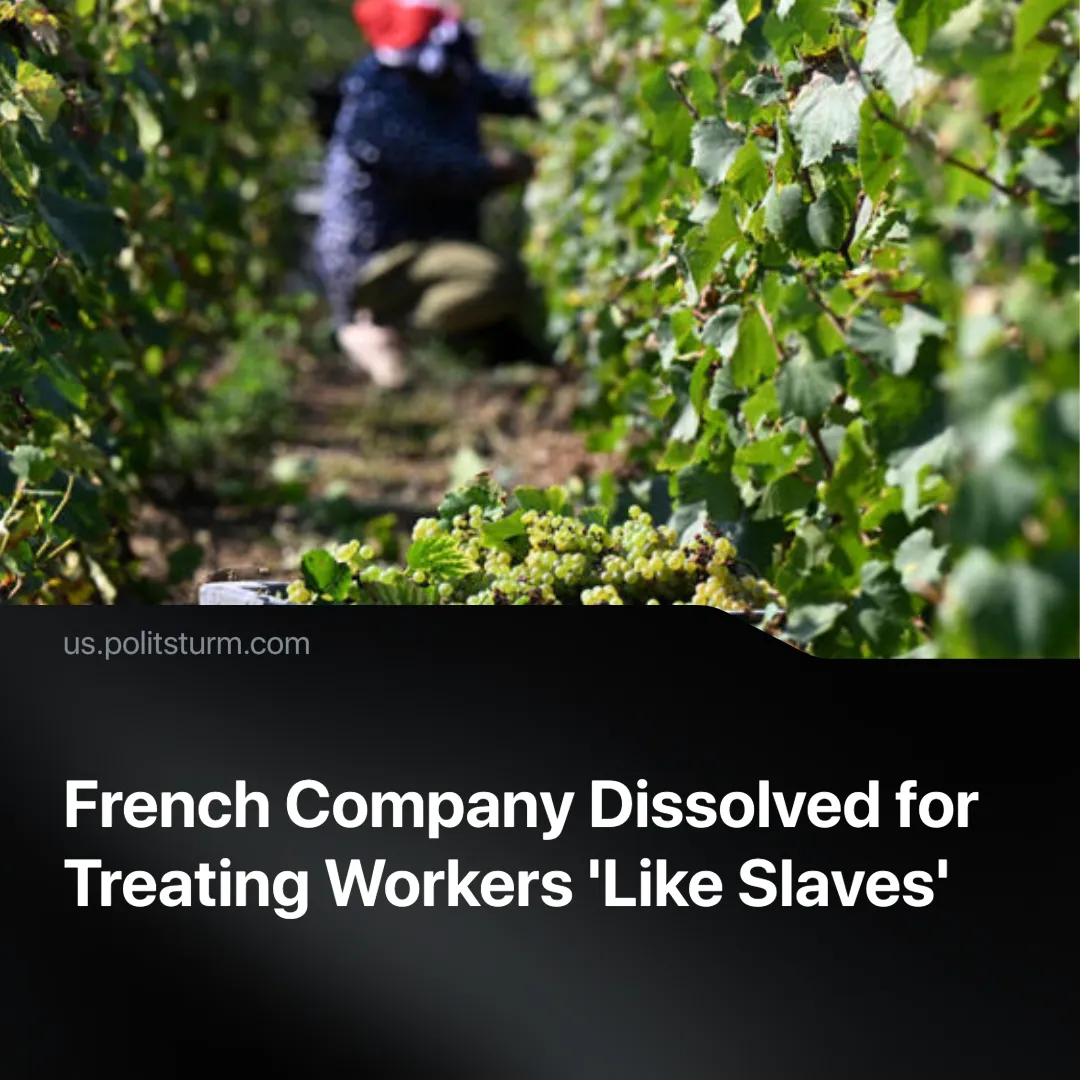 us.politsturm.com
French Company Dissolved for
Treating Workers 'Like Slaves'